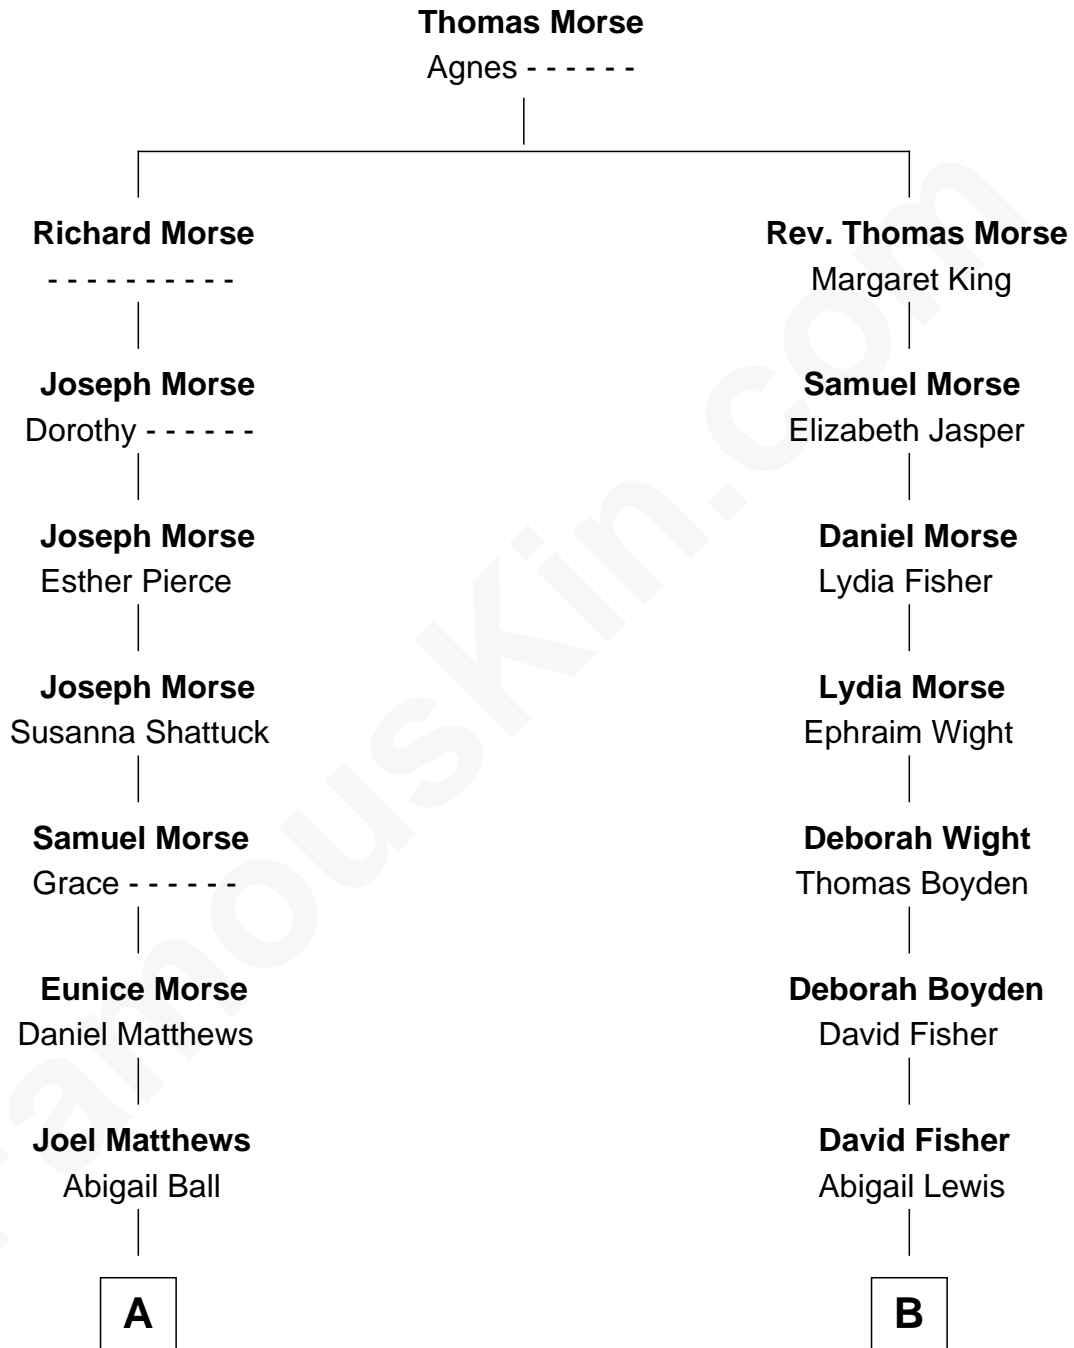 Thomas Morse
Agnes - - - - - -
Richard Morse
- - - - - - - - - -
Joseph Morse
Dorothy - - - - - -
Joseph Morse
Esther Pierce
Joseph Morse
Susanna Shattuck
Samuel Morse
Grace - - - - - -
Eunice Morse
Daniel Matthews
Joel Matthews
Abigail Ball
A
Rev. Thomas Morse
Margaret King
Samuel Morse
Elizabeth Jasper
Daniel Morse
Lydia Fisher
Lydia Morse
Ephraim Wight
Deborah Wight
Thomas Boyden
Deborah Boyden
David Fisher
David Fisher
Abigail Lewis
B
FamousKin.com